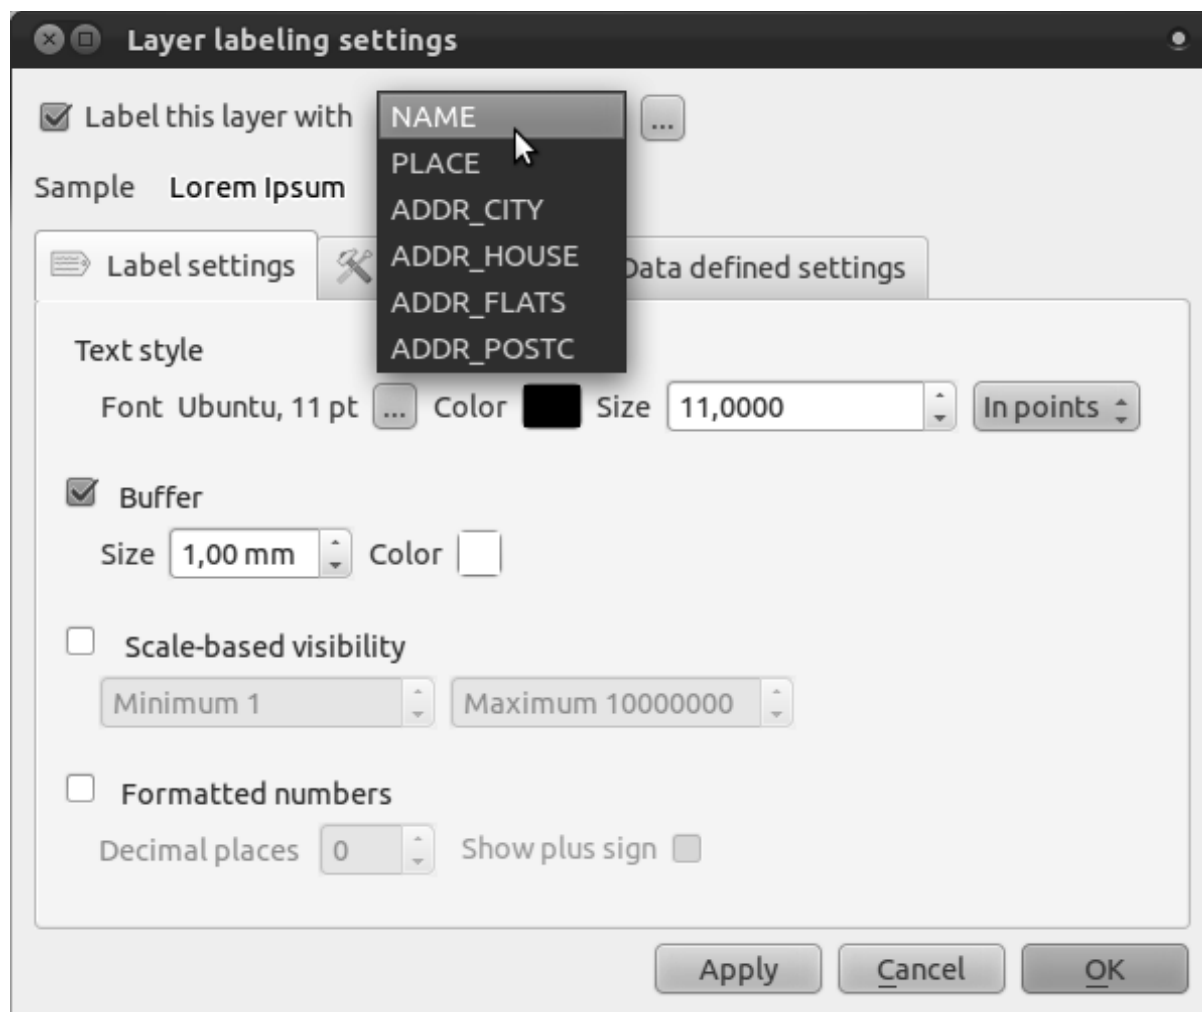 Layer labeling settings
Label this layer with NAME ...
PLACE
Sample Lorem Ipsum
ADDR_CITY
ADDR_HOUSE
ADDR_FLATS
ADDR_POSTC
Label settings Data defined settings
Text style
Font Ubuntu, 11 pt ... Color Size 11,0000 In points
Buffer
Size 1,00 mm Color
Scale-based visibility
Minimum 1 Maximum 10000000
Formatted numbers
Decimal places 0 Show plus sign
Apply Cancel OK